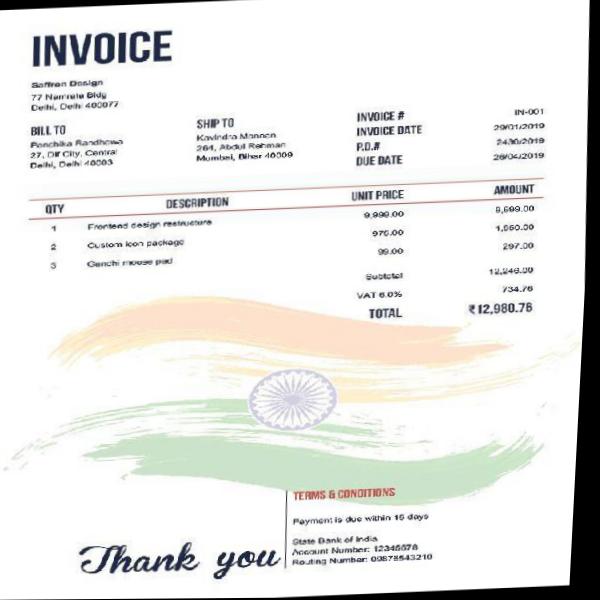 INVOICE
Saffron Design
77 Namrata Bldg
Delhi, Delhi 400077
BILL TO
Panchika Randhawa
27, Dlf City, Central
Delhi, Delhi 40003
SHIP TO
Kavindra Mannan
264, Abdul Rehman
Mumbai, Bihar 40009
INVOICE # IN-001
INVOICE DATE 29/01/2019
P.O.# 2430/2019
DUE DATE 26/04/2019
QTY DESCRIPTION UNIT PRICE AMOUNT
1 Frontend design restructure 9,999.00 9,999.00
2 Custom icon package 975.00 1,950.00
3 Gandhi mouse pad 99.00 297.00
Subtotal 12,246.00
VAT 6.0% 734.76
TOTAL ₹12,980.76
TERMS & CONDITIONS
Payment is due within 15 days
State Bank of India
Account Number: 12345678
Routing Number: 09876543210
Thank you